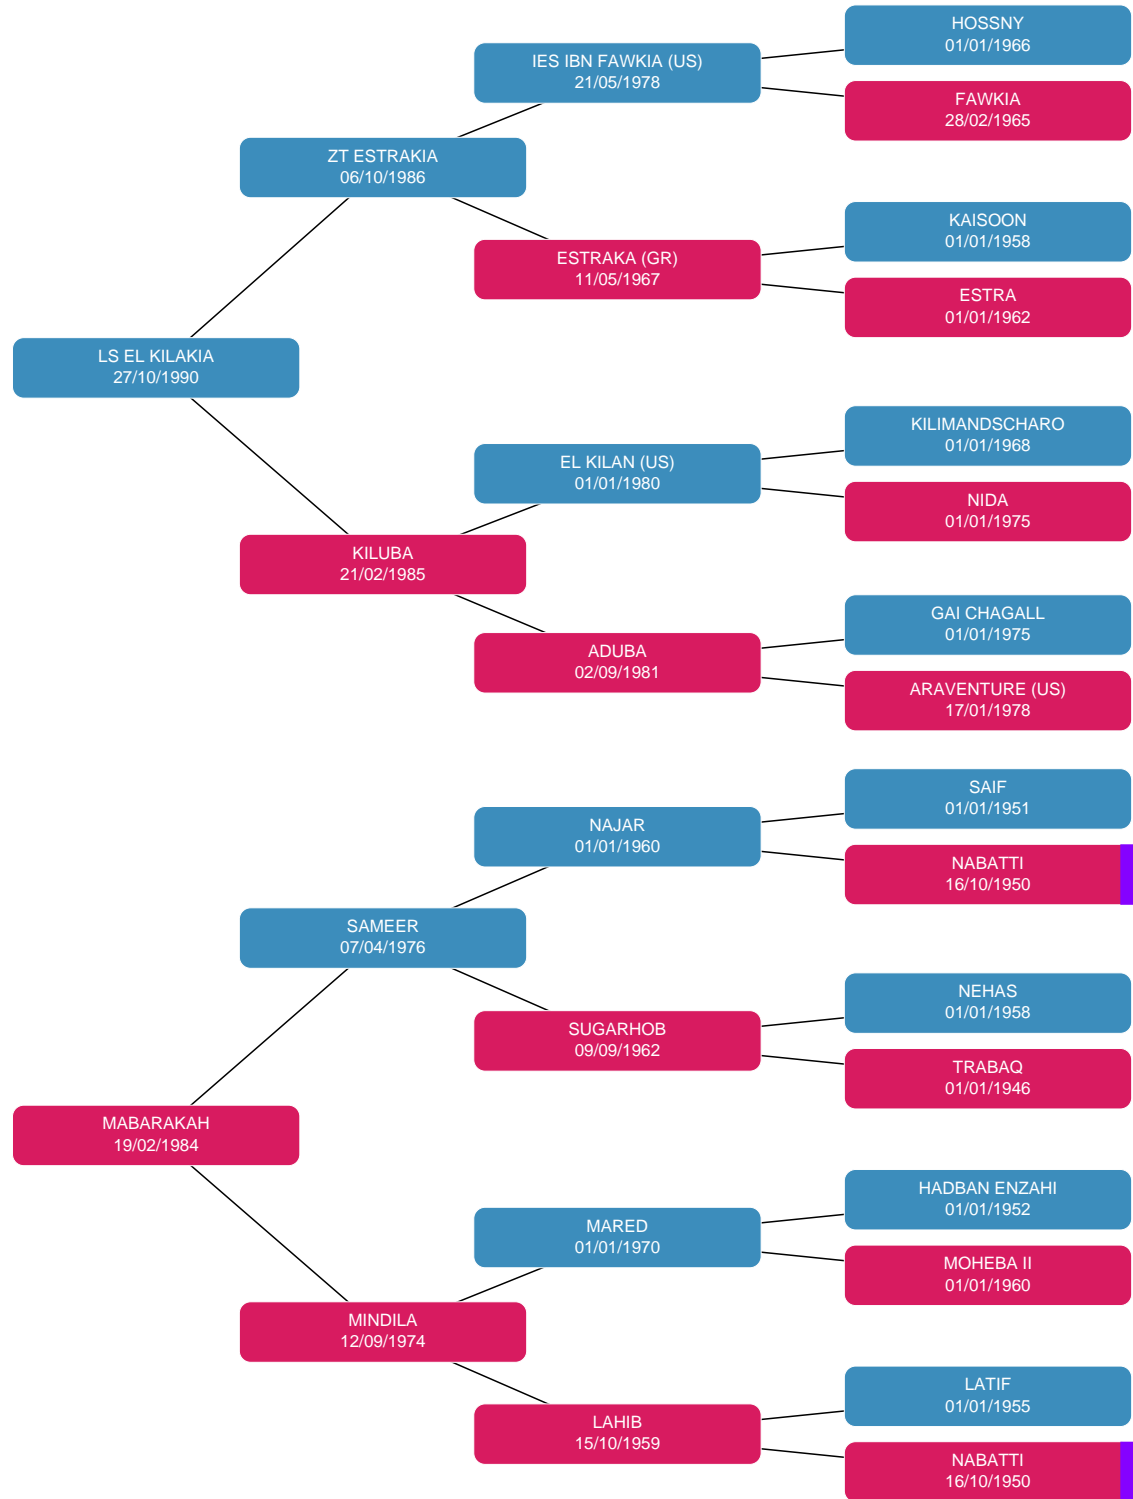 HOSSNY
01/01/1966
IES IBN FAWKIA (US)
21/05/1978
FAWKIA
28/02/1965
ZT ESTRAKIA
06/10/1986
KAISOON
01/01/1958
ESTRAKA (GR)
11/05/1967
ESTRA
01/01/1962
LS EL KILAKIA
27/10/1990
KILIMANDSCHARO
01/01/1968
EL KILAN (US)
01/01/1980
NIDA
01/01/1975
KILUBA
21/02/1985
GAI CHAGALL
01/01/1975
ADUBA
02/09/1981
ARAVENTURE (US)
17/01/1978
SAIF
01/01/1951
NAJAR
01/01/1960
NABATTI
16/10/1950
SAMEER
07/04/1976
NEHAS
01/01/1958
SUGARHOB
09/09/1962
TRABAQ
01/01/1946
MABARAKAH
19/02/1984
HADBAN ENZAHI
01/01/1952
MARED
01/01/1970
MOHEBA II
01/01/1960
MINDILA
12/09/1974
LATIF
01/01/1955
LAHIB
15/10/1959
NABATTI
16/10/1950